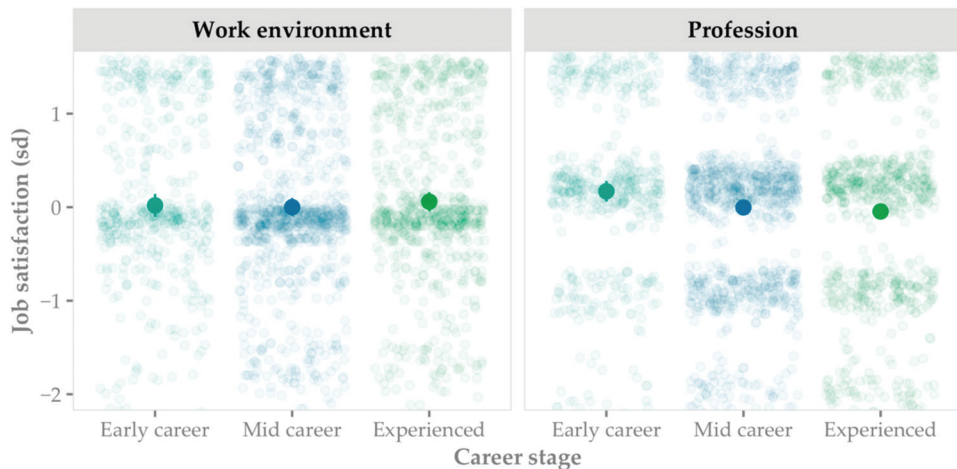 Work environment
Profession
Job satisfaction (sd)
1
0
−1
−2
Early career
Mid career
Experienced
Early career
Mid career
Experienced
Career stage